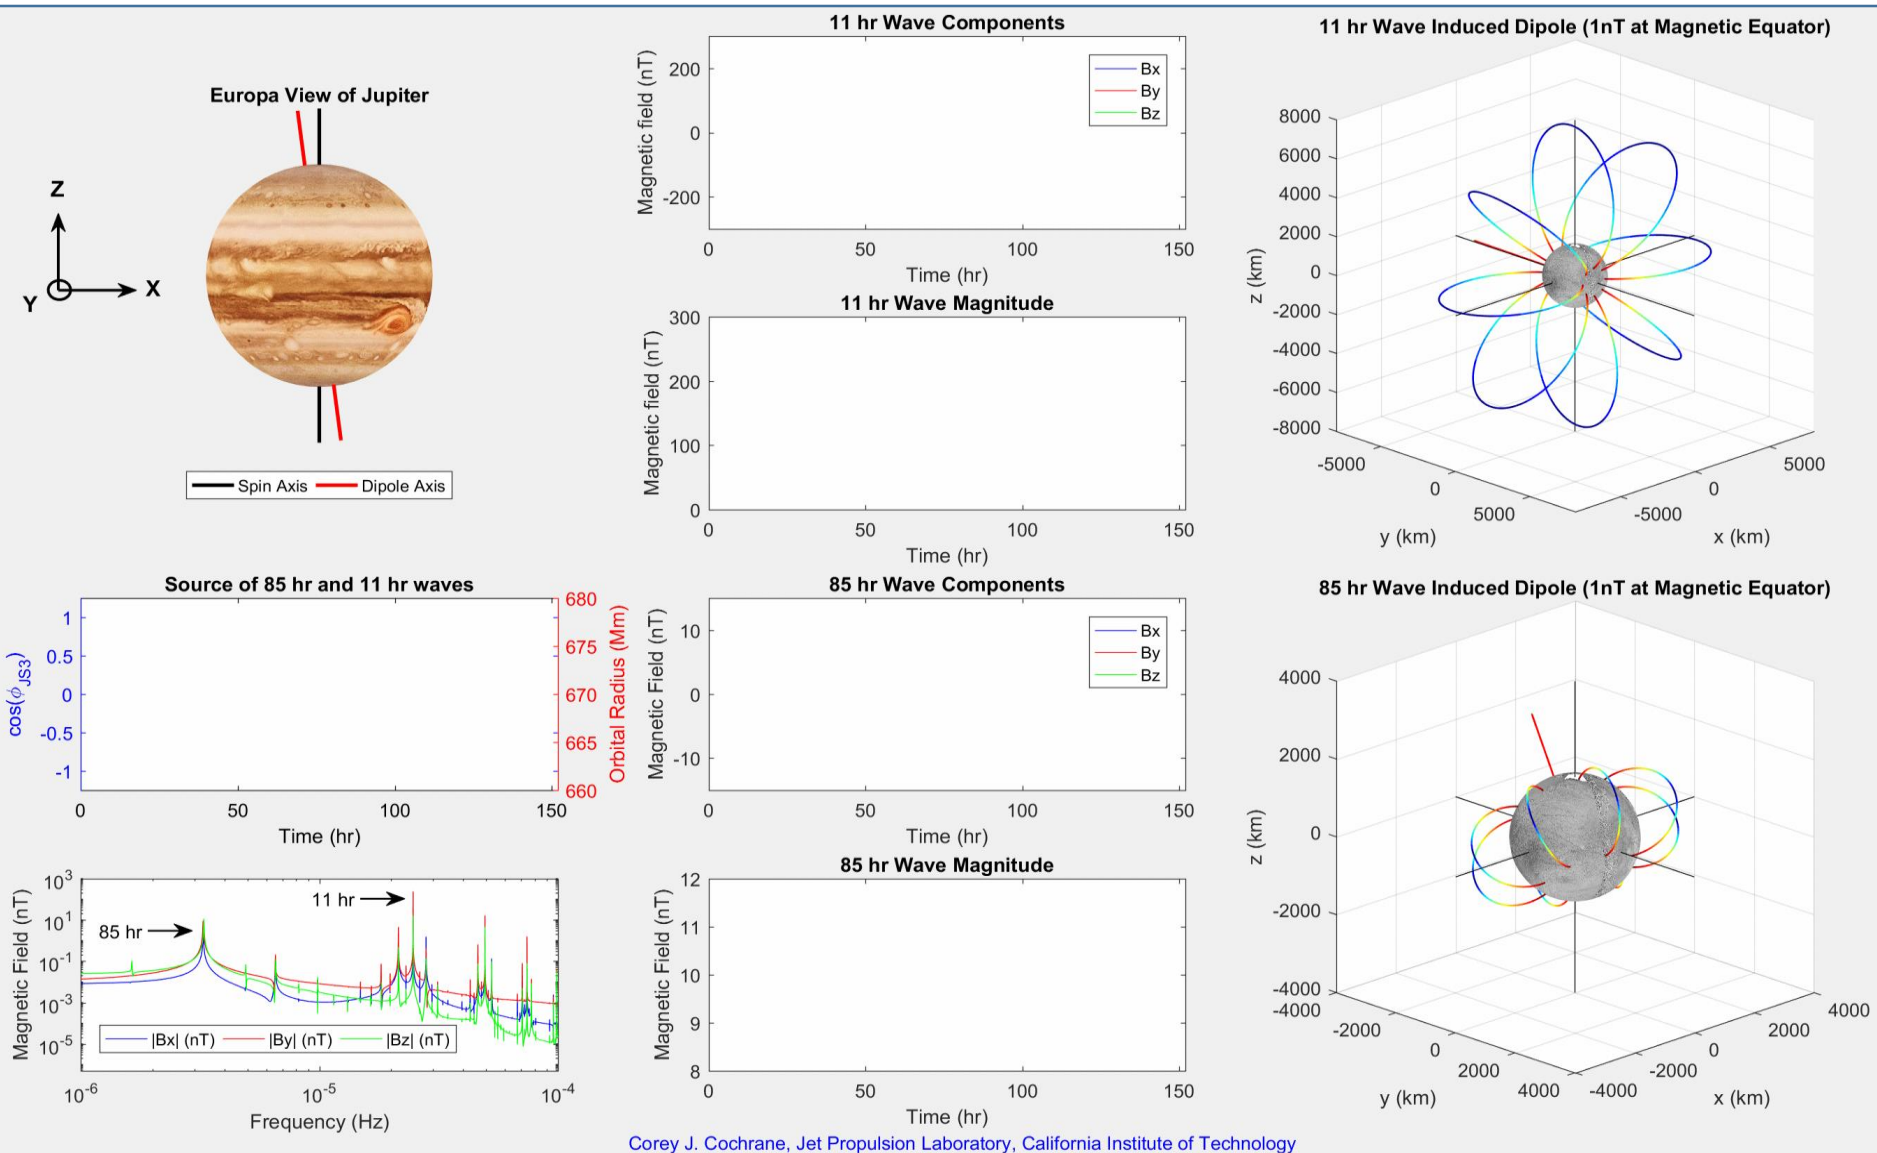 Europa View of Jupiter
Z
Y
X
Spin Axis
Dipole Axis
11 hr Wave Components
Magnetic field (nT)
200
0
-200
Bx
By
Bz
0
50
100
150
Time (hr)
11 hr Wave Magnitude
Magnetic field (nT)
300
200
100
0
0
50
100
150
Time (hr)
11 hr Wave Induced Dipole (1nT at Magnetic Equator)
z (km)
8000
6000
4000
2000
0
-2000
-4000
-6000
-8000
-5000
0
5000
y (km)
-5000
0
5000
x (km)
Source of 85 hr and 11 hr waves
cos(ϕJS3)
1
0.5
0
-0.5
-1
680
675
670
665
660
Orbital Radius (Mm)
0
50
100
150
Time (hr)
85 hr Wave Components
Magnetic Field (nT)
10
0
-10
Bx
By
Bz
0
50
100
150
Time (hr)
85 hr Wave Induced Dipole (1nT at Magnetic Equator)
z (km)
4000
2000
0
-2000
-4000
-4000
-2000
0
2000
4000
y (km)
-4000
-2000
0
2000
4000
x (km)
Magnetic Field (nT)
10^3
10^1
10^-1
10^-3
10^-5
85 hr
11 hr
|Bx| (nT)
|By| (nT)
|Bz| (nT)
10^-6
10^-5
10^-4
Frequency (Hz)
85 hr Wave Magnitude
Magnetic Field (nT)
12
11
10
9
8
0
50
100
150
Time (hr)
Corey J. Cochrane, Jet Propulsion Laboratory, California Institute of Technology